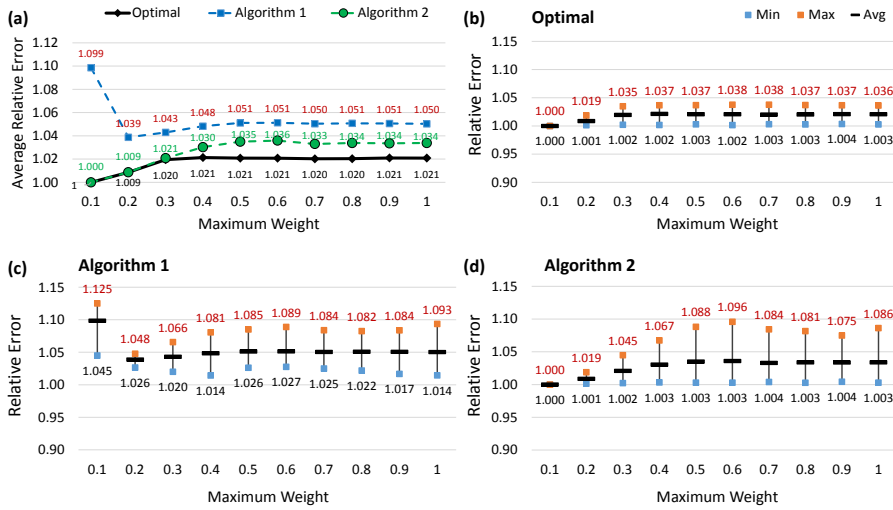 (a)
Optimal
Algorithm 1
Algorithm 2
Average Relative Error
1.12
1.10
1.08
1.06
1.04
1.02
1.00
1.099
1.039
1.043
1.048
1.051
1.051
1.050
1.051
1.051
1.050
1.000
1.009
1.021
1.030
1.035
1.036
1.033
1.034
1.034
1.034
1
1.009
1.020
1.021
1.021
1.021
1.020
1.020
1.021
1.021
0.1 0.2 0.3 0.4 0.5 0.6 0.7 0.8 0.9 1
Maximum Weight
(b)
Optimal
Min
Max
Avg
Relative Error
1.15
1.10
1.05
1.00
0.95
0.90
1.000 1.019 1.035 1.037 1.037 1.038 1.038 1.037 1.037 1.036
1.000 1.001 1.002 1.002 1.003 1.002 1.003 1.003 1.004 1.003
0.1 0.2 0.3 0.4 0.5 0.6 0.7 0.8 0.9 1
Maximum Weight
(c)
Algorithm 1
Relative Error
1.15
1.10
1.05
1.00
0.95
0.90
1.125 1.048 1.066 1.081 1.085 1.089 1.084 1.082 1.084 1.093
1.045 1.026 1.020 1.014 1.026 1.027 1.025 1.022 1.017 1.014
0.1 0.2 0.3 0.4 0.5 0.6 0.7 0.8 0.9 1
Maximum Weight
(d)
Algorithm 2
Relative Error
1.15
1.10
1.05
1.00
0.95
0.90
1.000 1.019 1.045 1.067 1.088 1.096 1.084 1.081 1.075 1.086
1.000 1.001 1.002 1.003 1.003 1.003 1.004 1.003 1.004 1.003
0.1 0.2 0.3 0.4 0.5 0.6 0.7 0.8 0.9 1
Maximum Weight